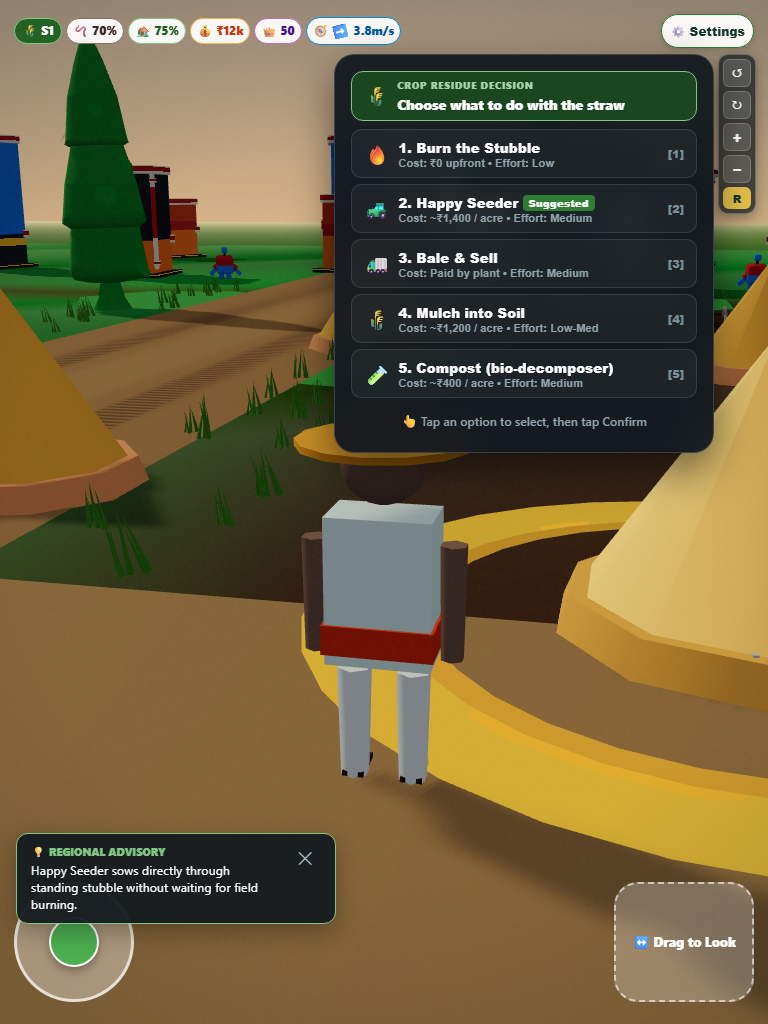 S1
70%
75%
₹12k
50
3.8m/s
Settings
CROP RESIDUE DECISION
Choose what to do with the straw
1. Burn the Stubble
Cost: ₹0 upfront • Effort: Low
[1]
2. Happy Seeder Suggested
Cost: ~₹1,400 / acre • Effort: Medium
[2]
3. Bale & Sell
Cost: Paid by plant • Effort: Medium
[3]
4. Mulch into Soil
Cost: ~₹1,200 / acre • Effort: Low-Med
[4]
5. Compost (bio-decomposer)
Cost: ~₹400 / acre • Effort: Medium
[5]
Tap an option to select, then tap Confirm
↺
↻
+
−
R
REGIONAL ADVISORY
Happy Seeder sows directly through
standing stubble without waiting for field
burning.
Drag to Look